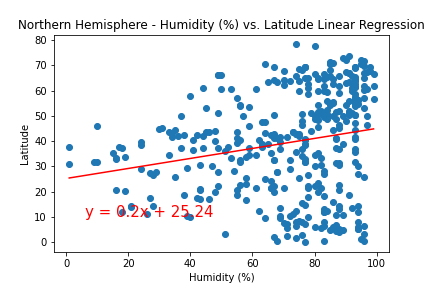 Northern Hemisphere - Humidity (%) vs. Latitude Linear Regression
80
70
60
50
40
30
20
10
0
Latitude
y = 0.2x + 25.24
0 20 40 60 80 100
Humidity (%)